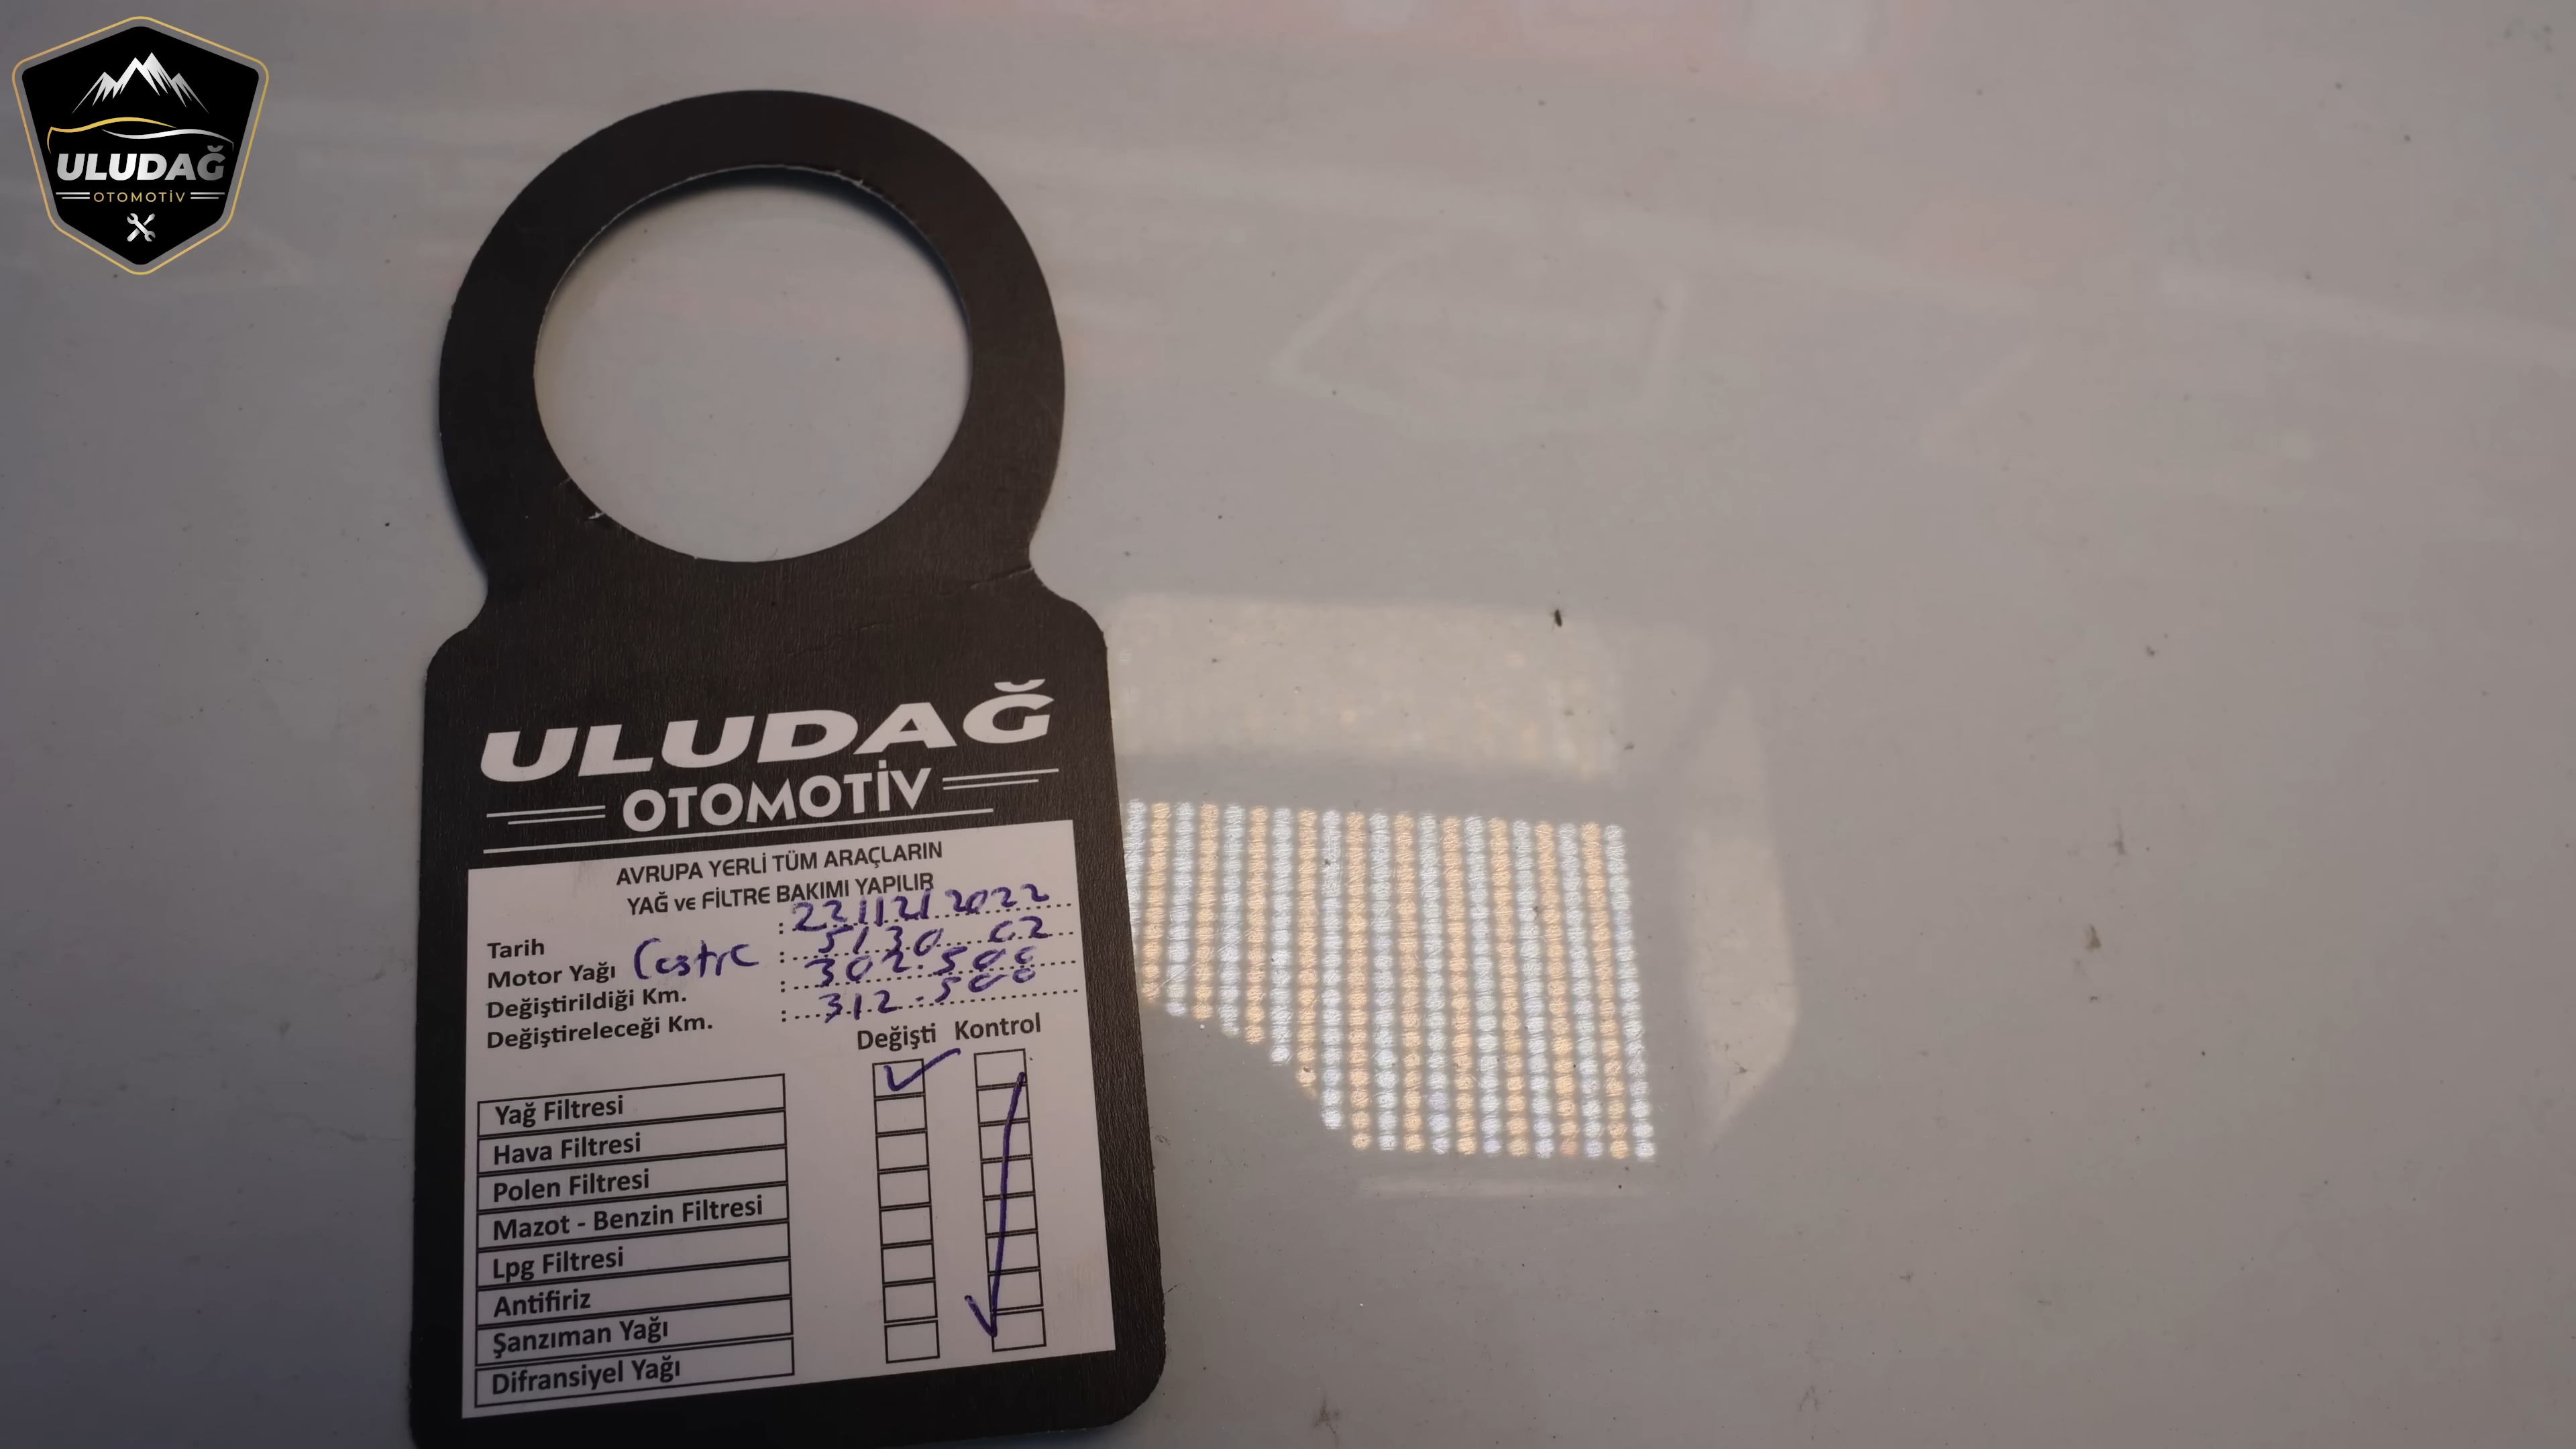 ULUDAĞ
OTOMOTİV
ULUDAĞ
OTOMOTİV
AVRUPA YERLİ TÜM ARAÇLARIN
YAĞ ve FİLTRE BAKIMI YAPILIR
Tarih : 22/12/2022
Motor Yağı : 5/30 C2
Değiştirildiği Km. : 302.500
Değiştireleceği Km. : 312.500
Değişti Kontrol
Yağ Filtresi
Hava Filtresi
Polen Filtresi
Mazot - Benzin Filtresi
Lpg Filtresi
Antifiriz
Şanzıman Yağı
Difransiyel Yağı